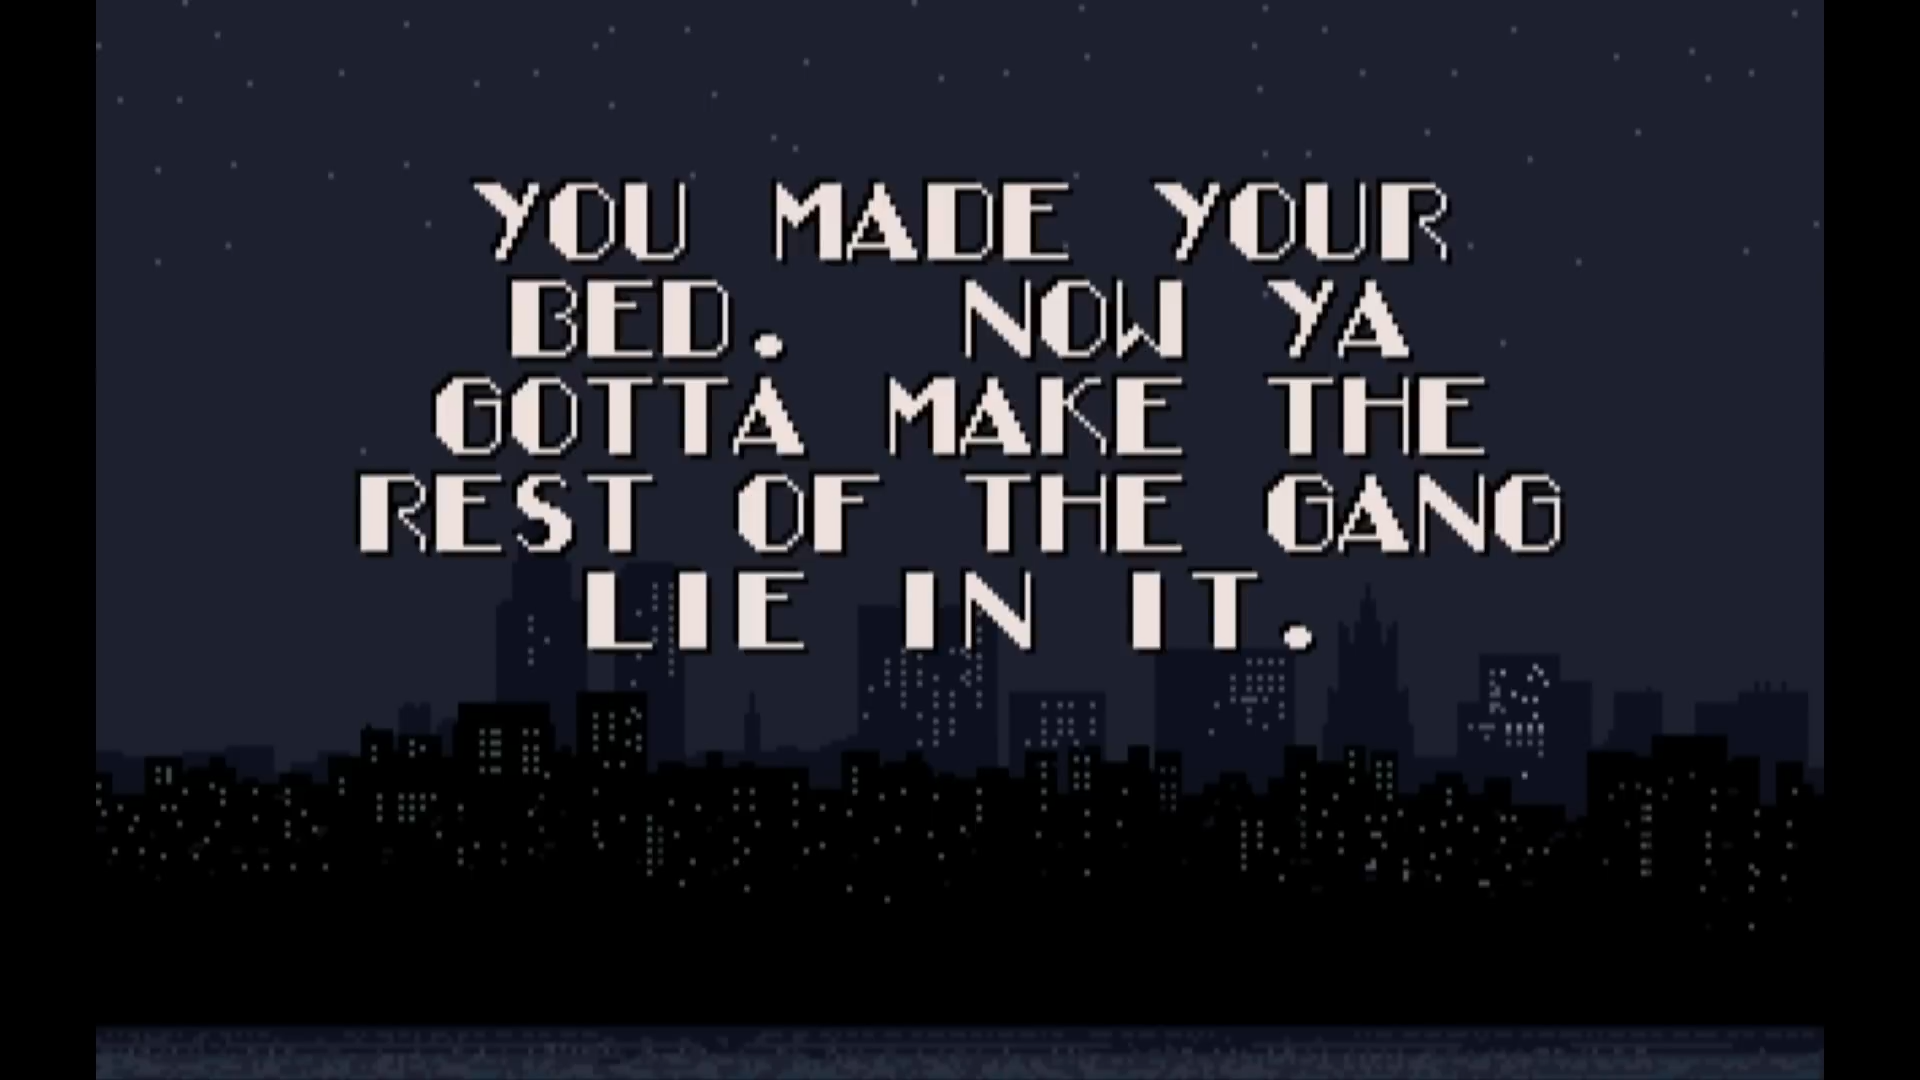 YOU MADE YOUR
BED. NOW YA
GOTTA MAKE THE
REST OF THE GANG
LIE IN IT.